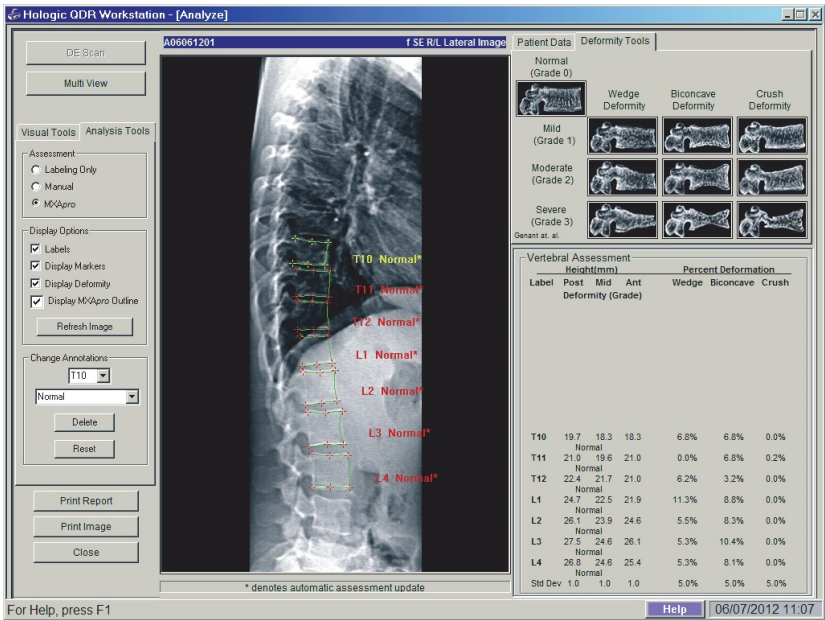 Hologic QDR Workstation - [Analyze]
DE Scan
Multi View
Visual Tools Analysis Tools
Assessment
Labeling Only
Manual
MXApro
Display Options
Labels
Display Markers
Display Deformity
Display MXApro Outline
Refresh Image
Change Annotations
T10
Normal
Delete
Reset
Print Report
Print Image
Close
A06061201 f SE R/L Lateral Image
T10 Normal*
T11 Normal*
T12 Normal*
L1 Normal*
L2 Normal*
L3 Normal*
L4 Normal*
* denotes automatic assessment update
Patient Data Deformity Tools
Normal
(Grade 0)
Wedge Biconcave Crush
Deformity Deformity Deformity
Mild
(Grade 1)
Moderate
(Grade 2)
Severe
(Grade 3)
Genant at. al.
Vertebral Assessment
Height(mm) Percent Deformation
Label Post Mid Ant Wedge Biconcave Crush
Deformity (Grade)
T10 19.7 18.3 18.3 6.8% 6.8% 0.0%
Normal
T11 21.0 19.6 21.0 0.0% 6.8% 0.2%
Normal
T12 22.4 21.7 21.0 6.2% 3.2% 0.0%
Normal
L1 24.7 22.5 21.9 11.3% 8.8% 0.0%
Normal
L2 26.1 23.9 24.6 5.5% 8.3% 0.0%
Normal
L3 27.5 24.6 26.1 5.3% 10.4% 0.0%
Normal
L4 26.8 24.6 25.4 5.3% 8.1% 0.0%
Normal
Std Dev 1.0 1.0 1.0 5.0% 5.0% 5.0%
For Help, press F1
Help
06/07/2012 11:07